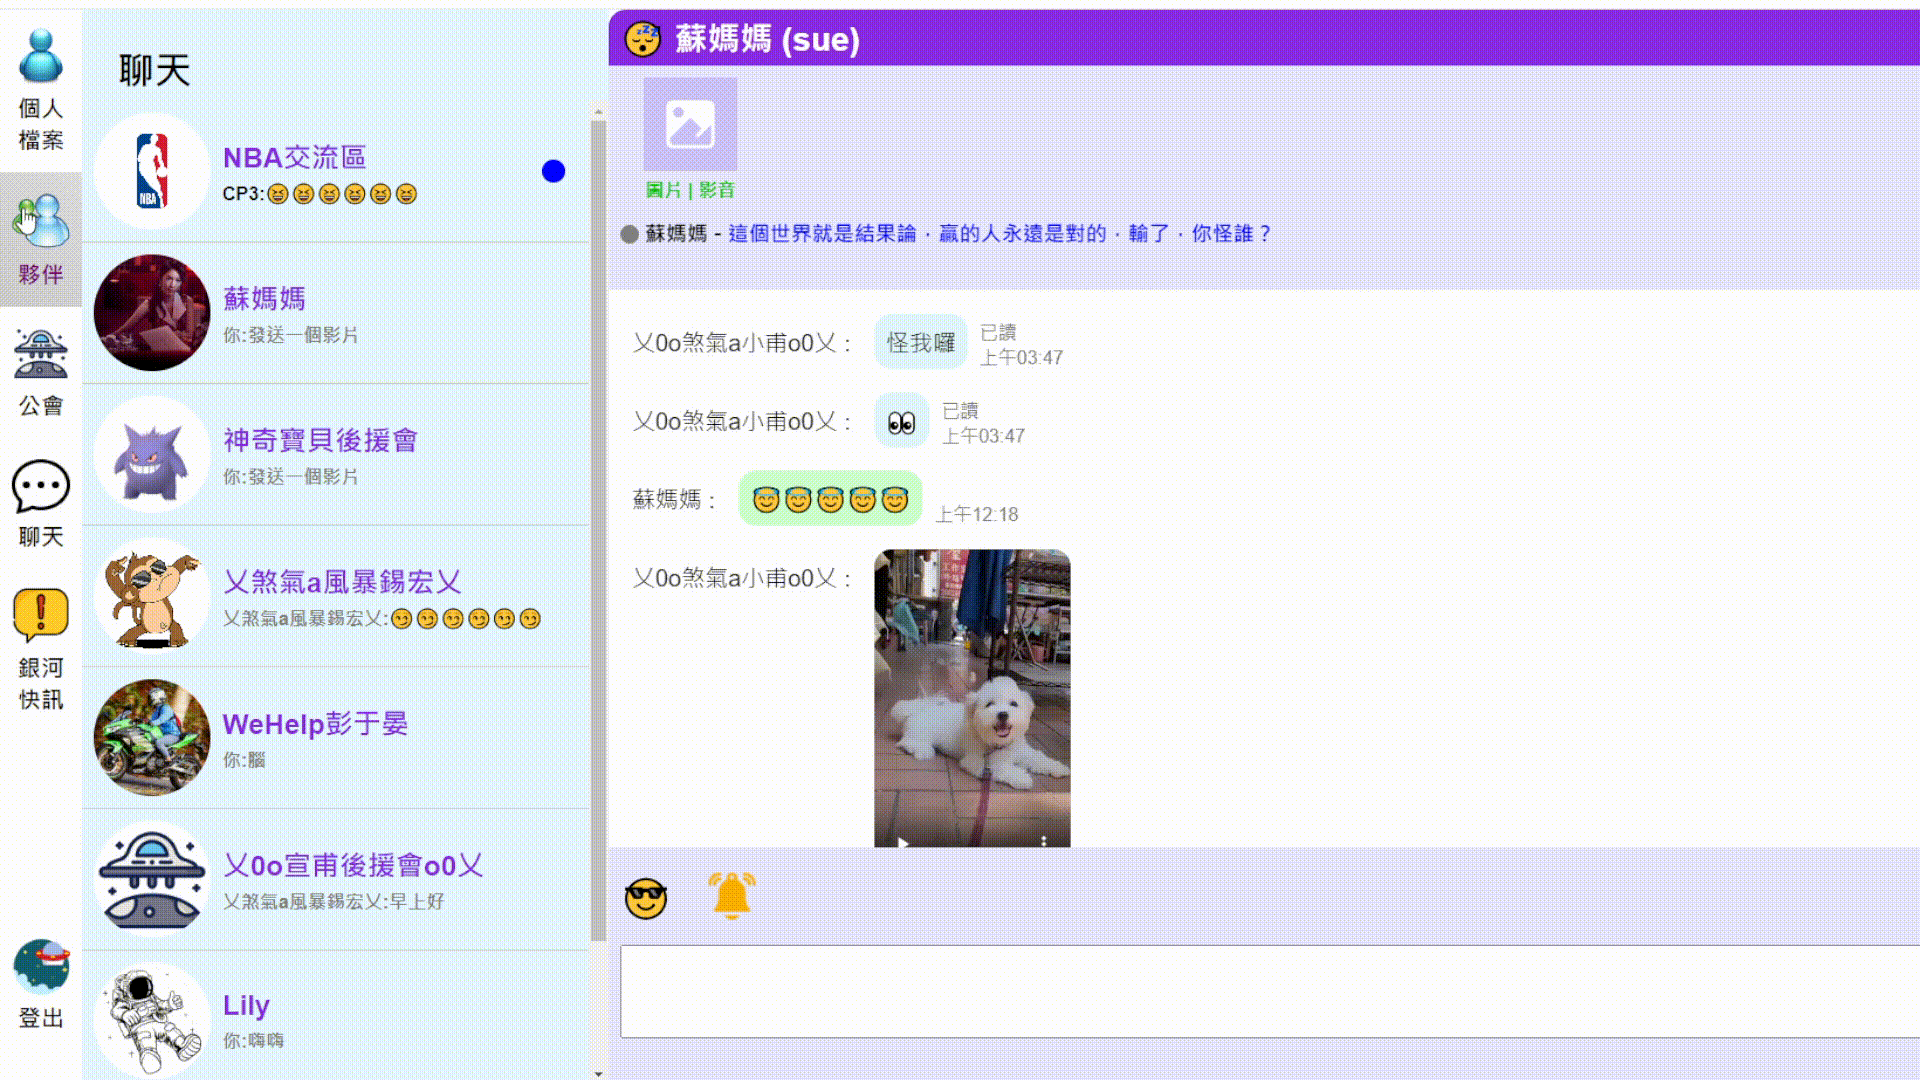 個人
檔案
夥伴
公會
聊天
銀河
快訊
登出
聊天
NBA交流區
CP3:😆😆😆😆😆😆
蘇媽媽
你:發送一個影片
神奇寶貝後援會
你:發送一個影片
乂煞氣a風暴錫宏乂
乂煞氣a風暴錫宏乂:😏😏😏😏😏😏
WeHelp彭于晏
你:腦
乂0o宣甫後援會o0乂
乂煞氣a風暴錫宏乂:早上好
Lily
你:嗨嗨
蘇媽媽 (sue)
圖片 | 影音
蘇媽媽 - 這個世界就是結果論，贏的人永遠是對的，輸了，你怪誰？
乂0o煞氣a小甫o0乂： 怪我囉 已讀
上午03:47
乂0o煞氣a小甫o0乂： 👀 已讀
上午03:47
蘇媽媽： 😇😇😇😇😇 上午12:18
乂0o煞氣a小甫o0乂：
NBA